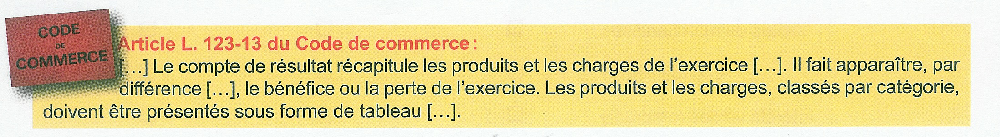 CODE
DE
COMMERCE
Article L. 123-13 du Code de commerce :
[…] Le compte de résultat récapitule les produits et les charges de l’exercice […]. Il fait apparaître, par
différence […], le bénéfice ou la perte de l’exercice. Les produits et les charges, classés par catégorie,
doivent être présentés sous forme de tableau […].